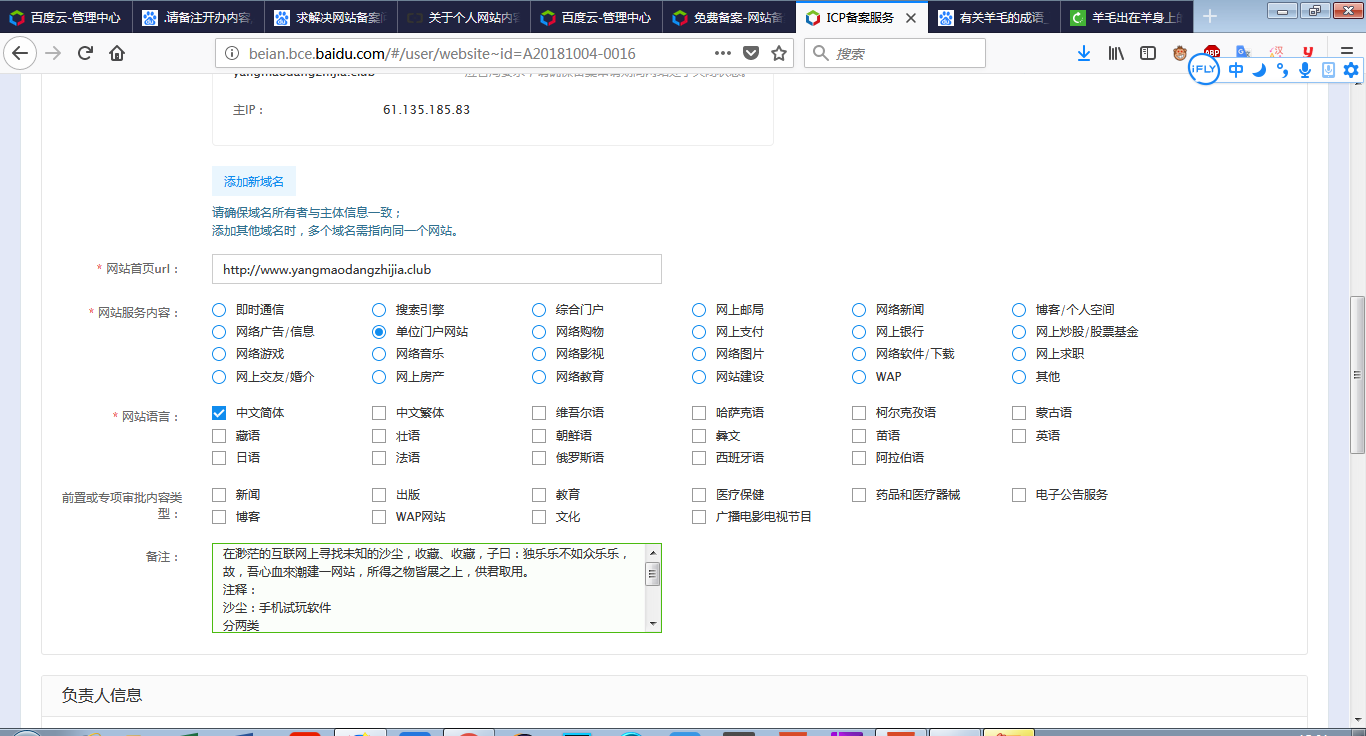 百度云-管理中心
请备注开办内容
求解决网站备案
关于个人网站内容
百度云-管理中心
免费备案-网站备
ICP备案服务
有关羊毛的成语_
羊毛出在羊身上的
beian.bce.baidu.com/#/user/website~id=A20181004-0016
搜索
iFLY 中
yangmaodangzhijia.club
主IP： 61.135.185.83
添加新域名
请确保域名所有者与主体信息一致；
添加其他域名时，多个域名需指向同一个网站。
* 网站首页url： http://www.yangmaodangzhijia.club
* 网站服务内容： 即时通信 搜索引擎 综合门户 网上邮局 网络新闻 博客/个人空间
网络广告/信息 单位门户网站 网络购物 网上支付 网上银行 网上炒股/股票基金
网络游戏 网络音乐 网络影视 网络图片 网络软件/下载 网上求职
网上交友/婚介 网上房产 网络教育 网站建设 WAP 其他
* 网站语言： 中文简体 中文繁体 维吾尔语 哈萨克语 柯尔克孜语 蒙古语
藏语 壮语 朝鲜语 彝文 苗语 英语
日语 法语 俄罗斯语 西班牙语 阿拉伯语
前置或专项审批内容类
型：
新闻 出版 教育 医疗保健 药品和医疗器械 电子公告服务
博客 WAP网站 文化 广播电影电视节目
备注：
在渺茫的互联网上寻找未知的沙尘，收藏、收藏，子曰：独乐乐不如众乐乐，
故，吾心血來潮建一网站，所得之物皆展之上，供君取用。
注释：
沙尘：手机试玩软件
分两类
负责人信息